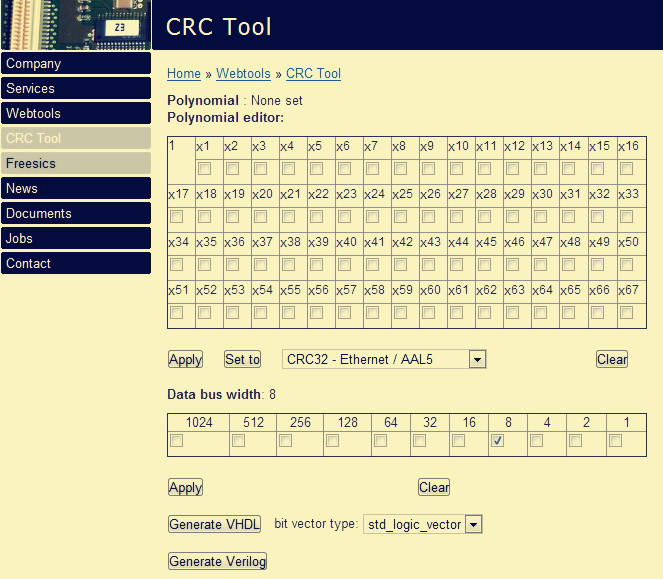 23
CRC Tool
Company
Services
Webtools
CRC Tool
Freesics
News
Documents
Jobs
Contact
Home » Webtools » CRC Tool
Polynomial : None set
Polynomial editor:
1 x1 x2 x3 x4 x5 x6 x7 x8 x9 x10 x11 x12 x13 x14 x15 x16
x17 x18 x19 x20 x21 x22 x23 x24 x25 x26 x27 x28 x29 x30 x31 x32 x33
x34 x35 x36 x37 x38 x39 x40 x41 x42 x43 x44 x45 x46 x47 x48 x49 x50
x51 x52 x53 x54 x55 x56 x57 x58 x59 x60 x61 x62 x63 x64 x65 x66 x67
Apply Set to CRC32 - Ethernet / AAL5 Clear
Data bus width: 8
1024 512 256 128 64 32 16 8 4 2 1
Apply Clear
Generate VHDL bit vector type: std_logic_vector
Generate Verilog